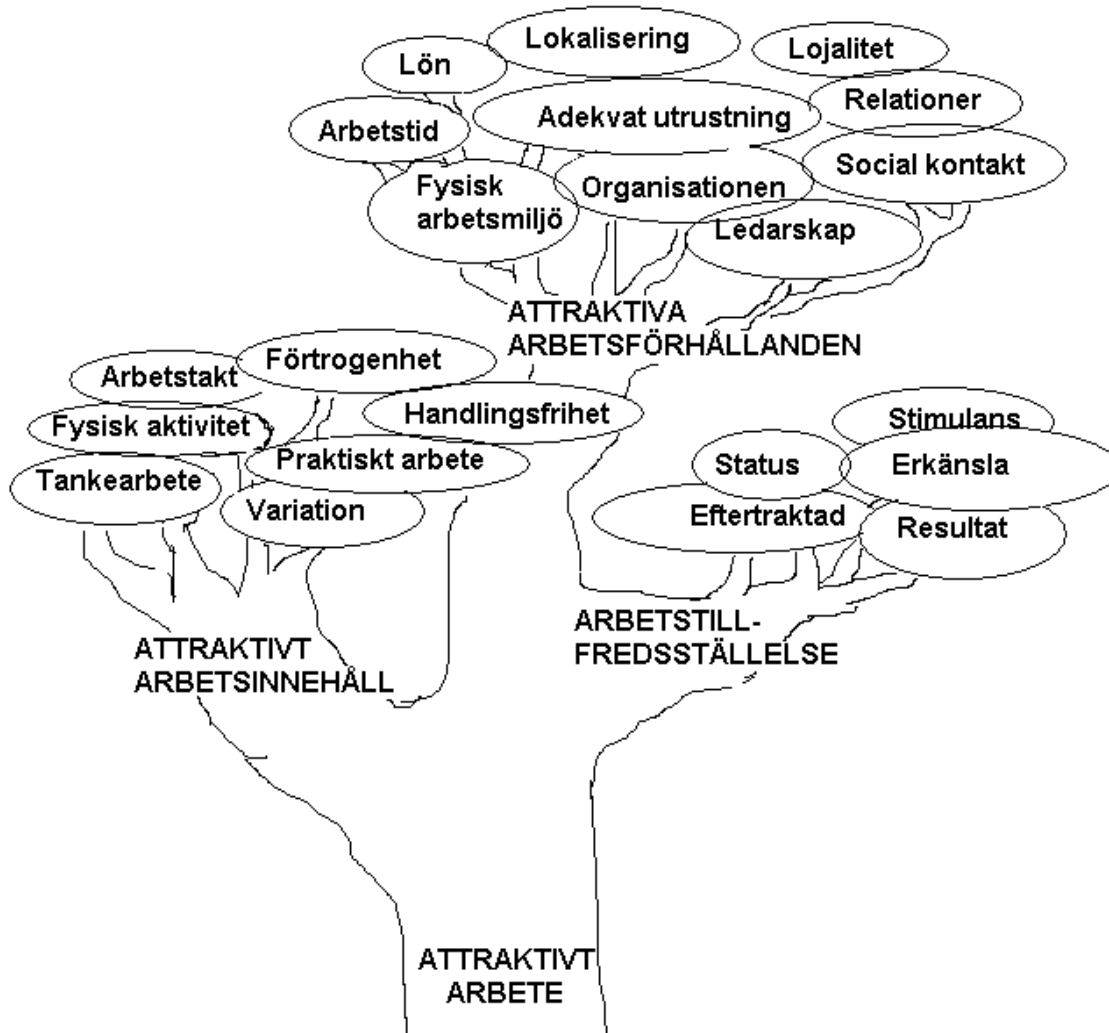 Lokalisering
Lojalitet
Lön
Relationer
Adekvat utrustning
Arbetstid
Social kontakt
Fysisk
arbetsmiljö
Organisationen
Ledarskap
ATTRAKTIVA
ARBETSFÖRHÅLLANDEN
Förtrogenhet
Arbetstakt
Handlingsfrihet
Fysisk aktivitet
Praktiskt arbete
Tankearbete
Variation
Stimulans
Status
Erkänsla
Eftertraktad
Resultat
ATTRAKTIVT
ARBETSINNEHÅLL
ARBETSTILL-
FREDSSTÄLLELSE
ATTRAKTIVT
ARBETE